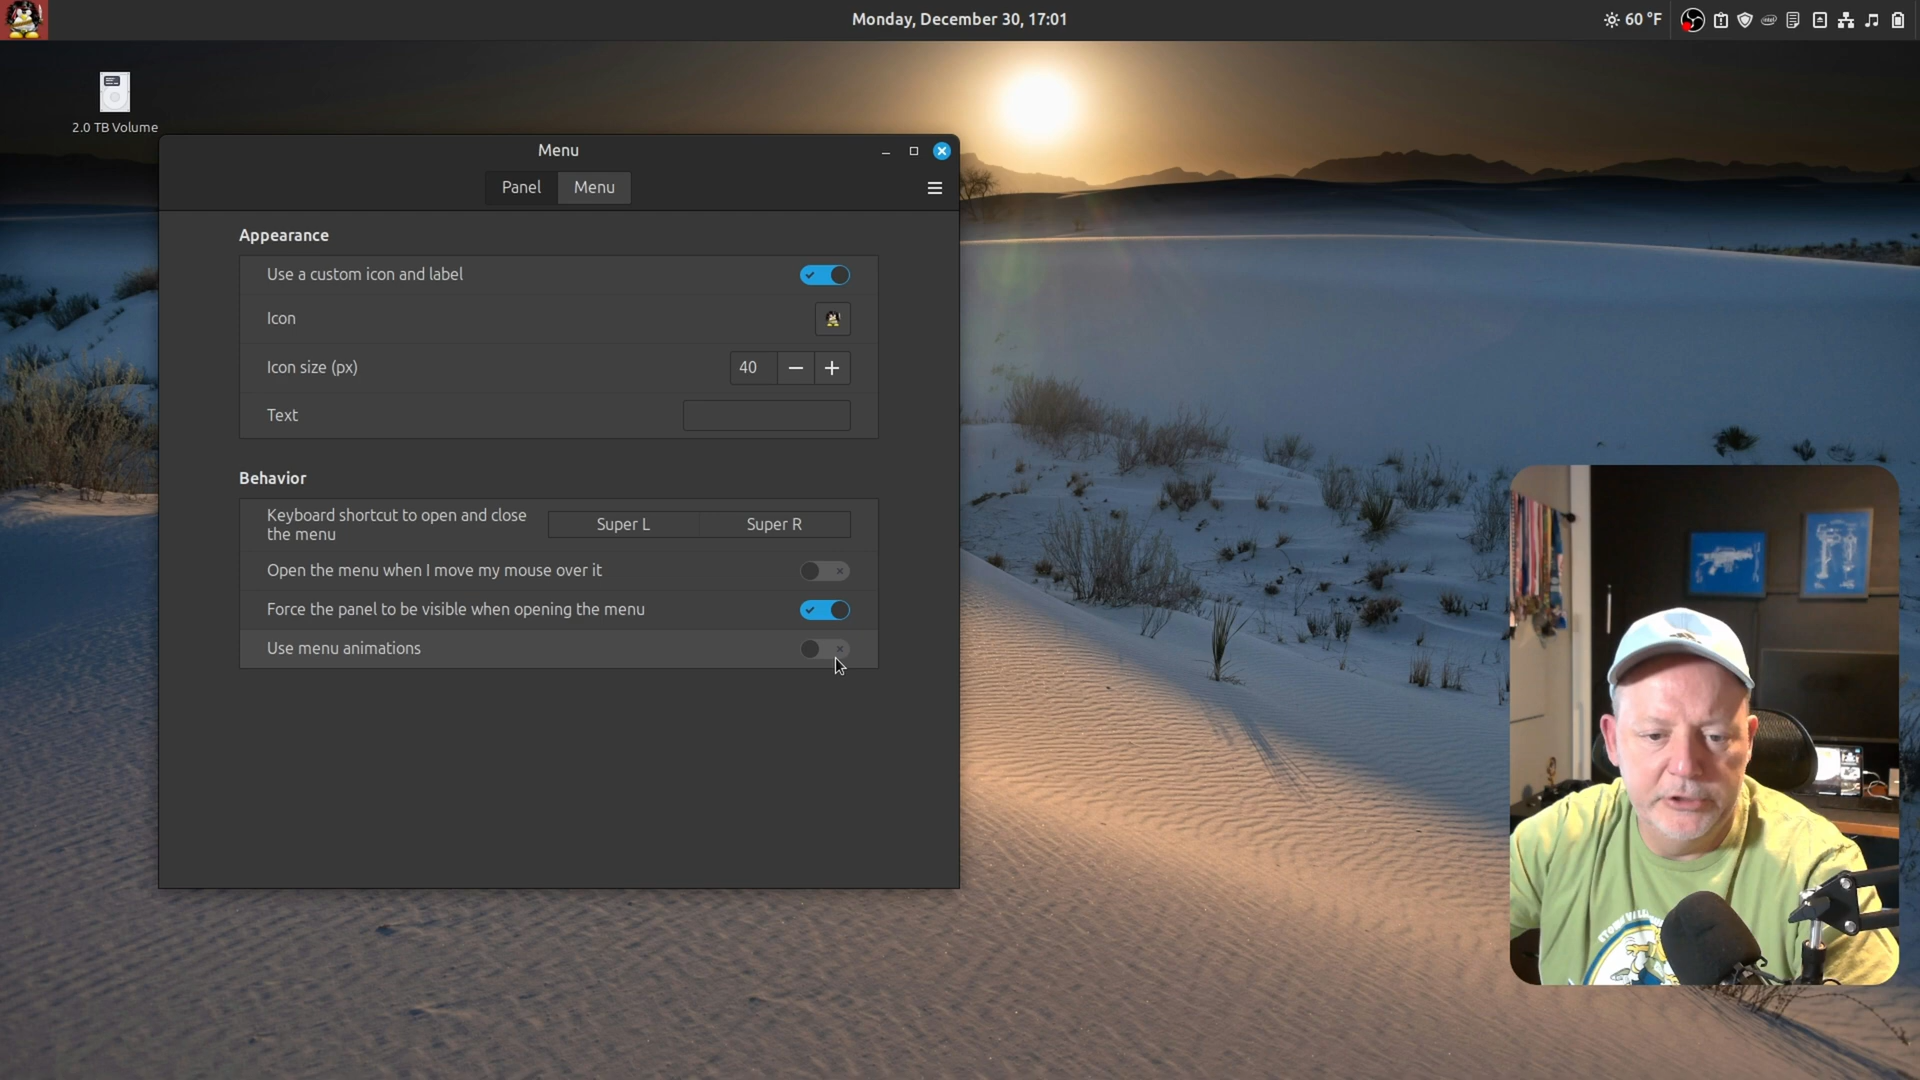 Monday, December 30, 17:01
60 °F
2.0 TB Volume
Menu
Panel
Menu
Appearance
Use a custom icon and label
Icon
Icon size (px)
40
Text
Behavior
Keyboard shortcut to open and close
the menu
Super L
Super R
Open the menu when I move my mouse over it
Force the panel to be visible when opening the menu
Use menu animations